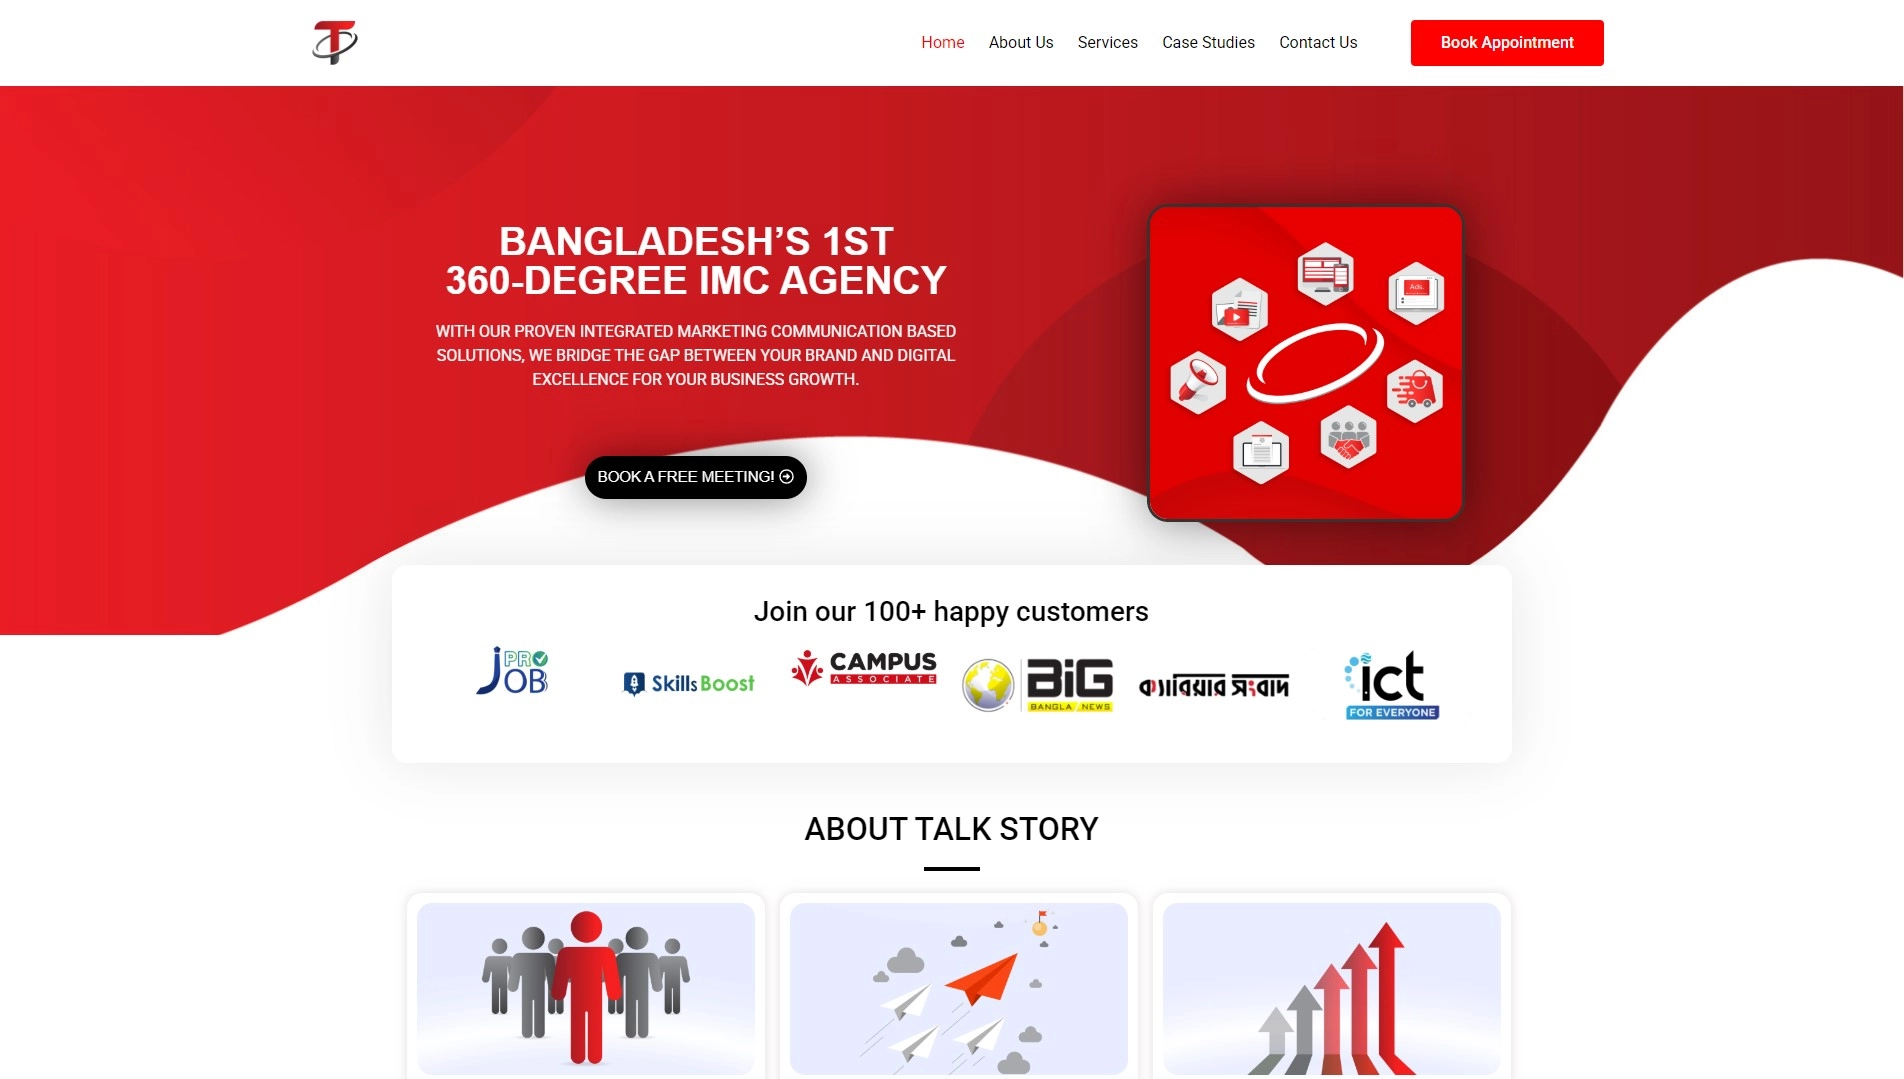 Home
About Us
Services
Case Studies
Contact Us
Book Appointment
BANGLADESH’S 1ST
360-DEGREE IMC AGENCY
WITH OUR PROVEN INTEGRATED MARKETING COMMUNICATION BASED
SOLUTIONS, WE BRIDGE THE GAP BETWEEN YOUR BRAND AND DIGITAL
EXCELLENCE FOR YOUR BUSINESS GROWTH.
BOOK A FREE MEETING!
Ads.
Join our 100+ happy customers
PRO
JOB
Skills Boost
CAMPUS
ASSOCIATE
BiG
BANGLA NEWS
ক্যারিয়ার সংবাদ
ict
FOR EVERYONE
ABOUT TALK STORY